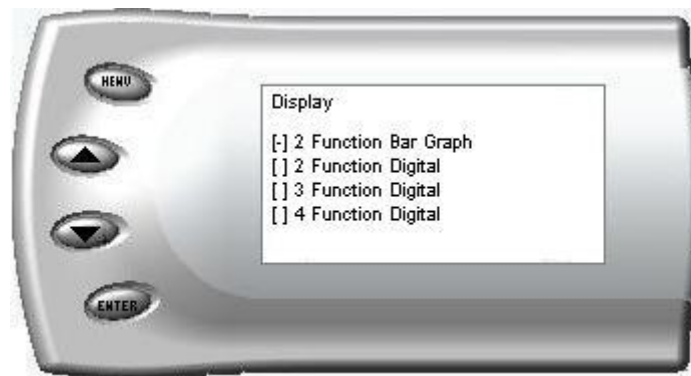 MENU
Display
[-] 2 Function Bar Graph
[ ] 2 Function Digital
[ ] 3 Function Digital
[ ] 4 Function Digital
ENTER